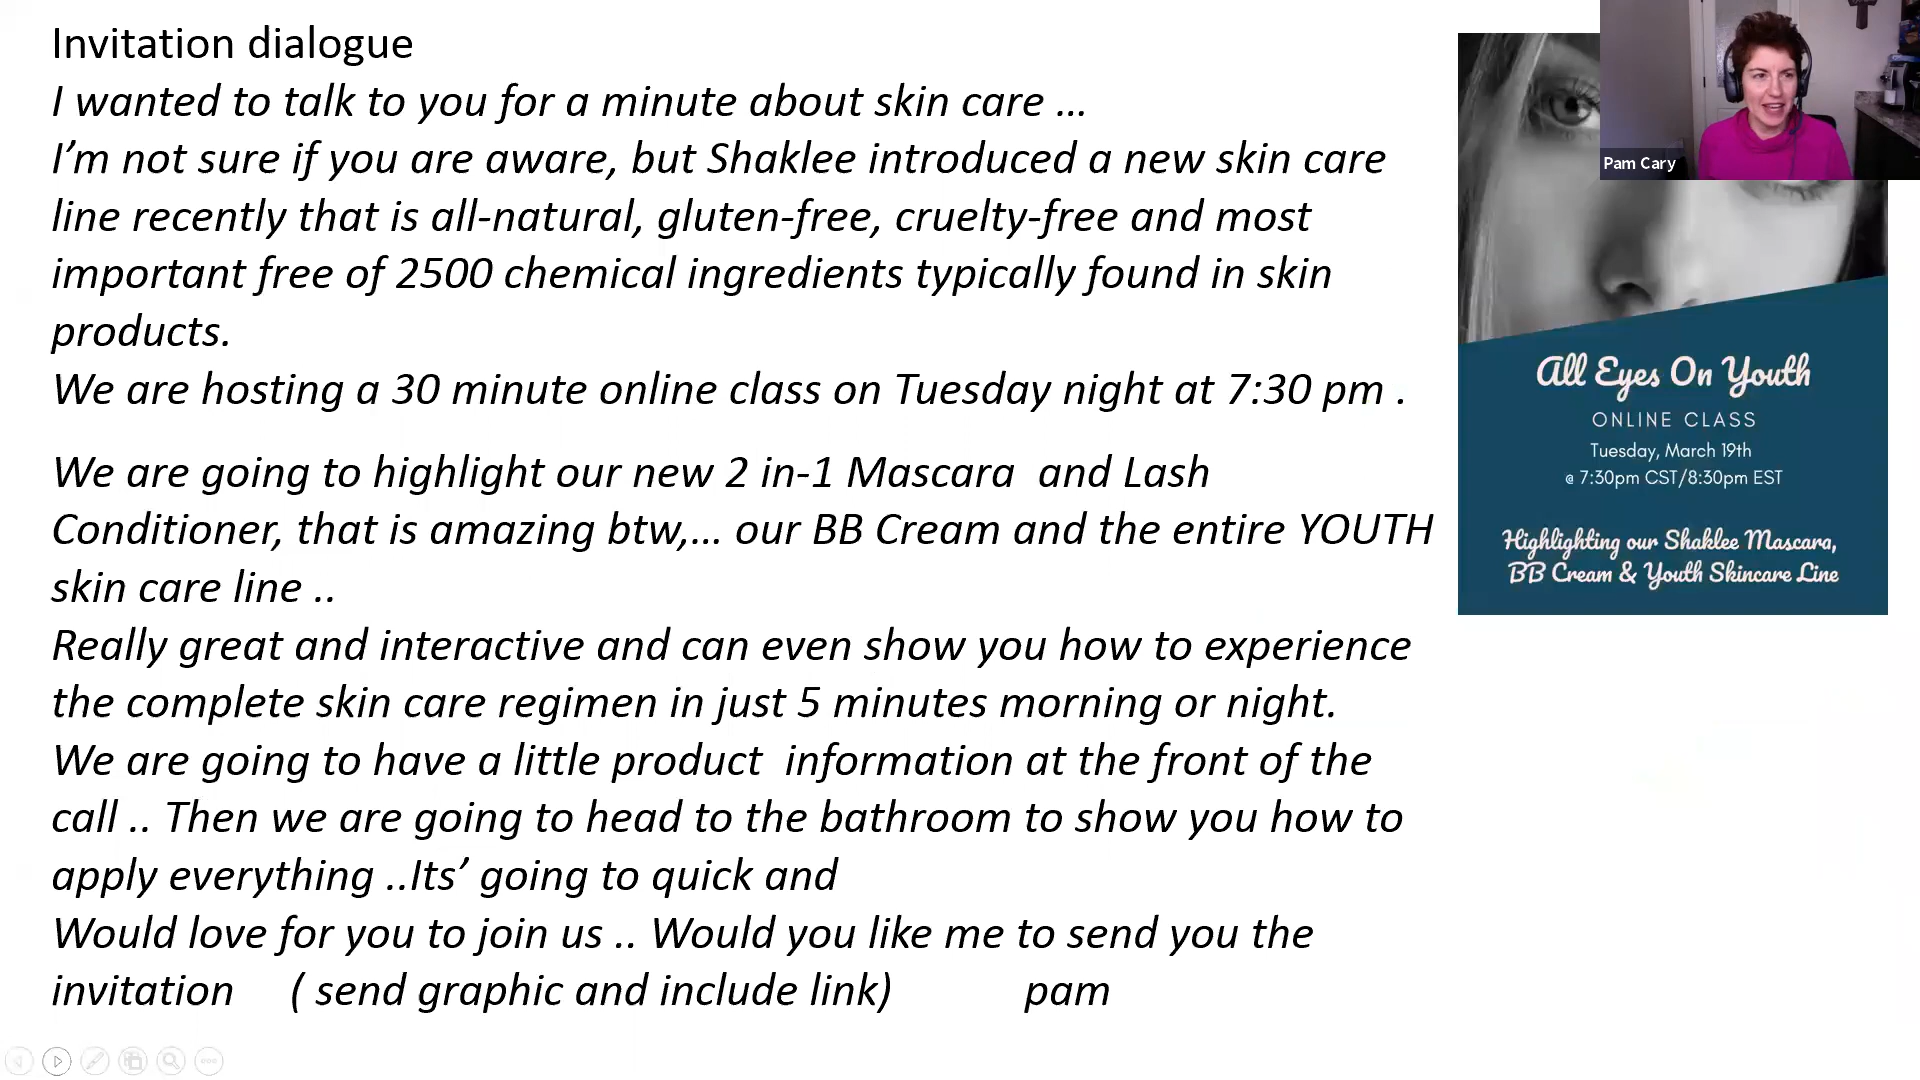 Invitation dialogue
I wanted to talk to you for a minute about skin care ...
I’m not sure if you are aware, but Shaklee introduced a new skin care
line recently that is all-natural, gluten-free, cruelty-free and most
important free of 2500 chemical ingredients typically found in skin
products.
We are hosting a 30 minute online class on Tuesday night at 7:30 pm .
We are going to highlight our new 2 in-1 Mascara  and Lash
Conditioner, that is amazing btw,... our BB Cream and the entire YOUTH
skin care line ..
Really great and interactive and can even show you how to experience
the complete skin care regimen in just 5 minutes morning or night.
We are going to have a little product  information at the front of the
call .. Then we are going to head to the bathroom to show you how to
apply everything ..Its’ going to quick and
Would love for you to join us .. Would you like me to send you the
invitation     ( send graphic and include link)     pam
Pam Cary
All Eyes On Youth
ONLINE CLASS
Tuesday, March 19th
@ 7:30pm CST/8:30pm EST
Highlighting our Shaklee Mascara,
BB Cream & Youth Skincare Line